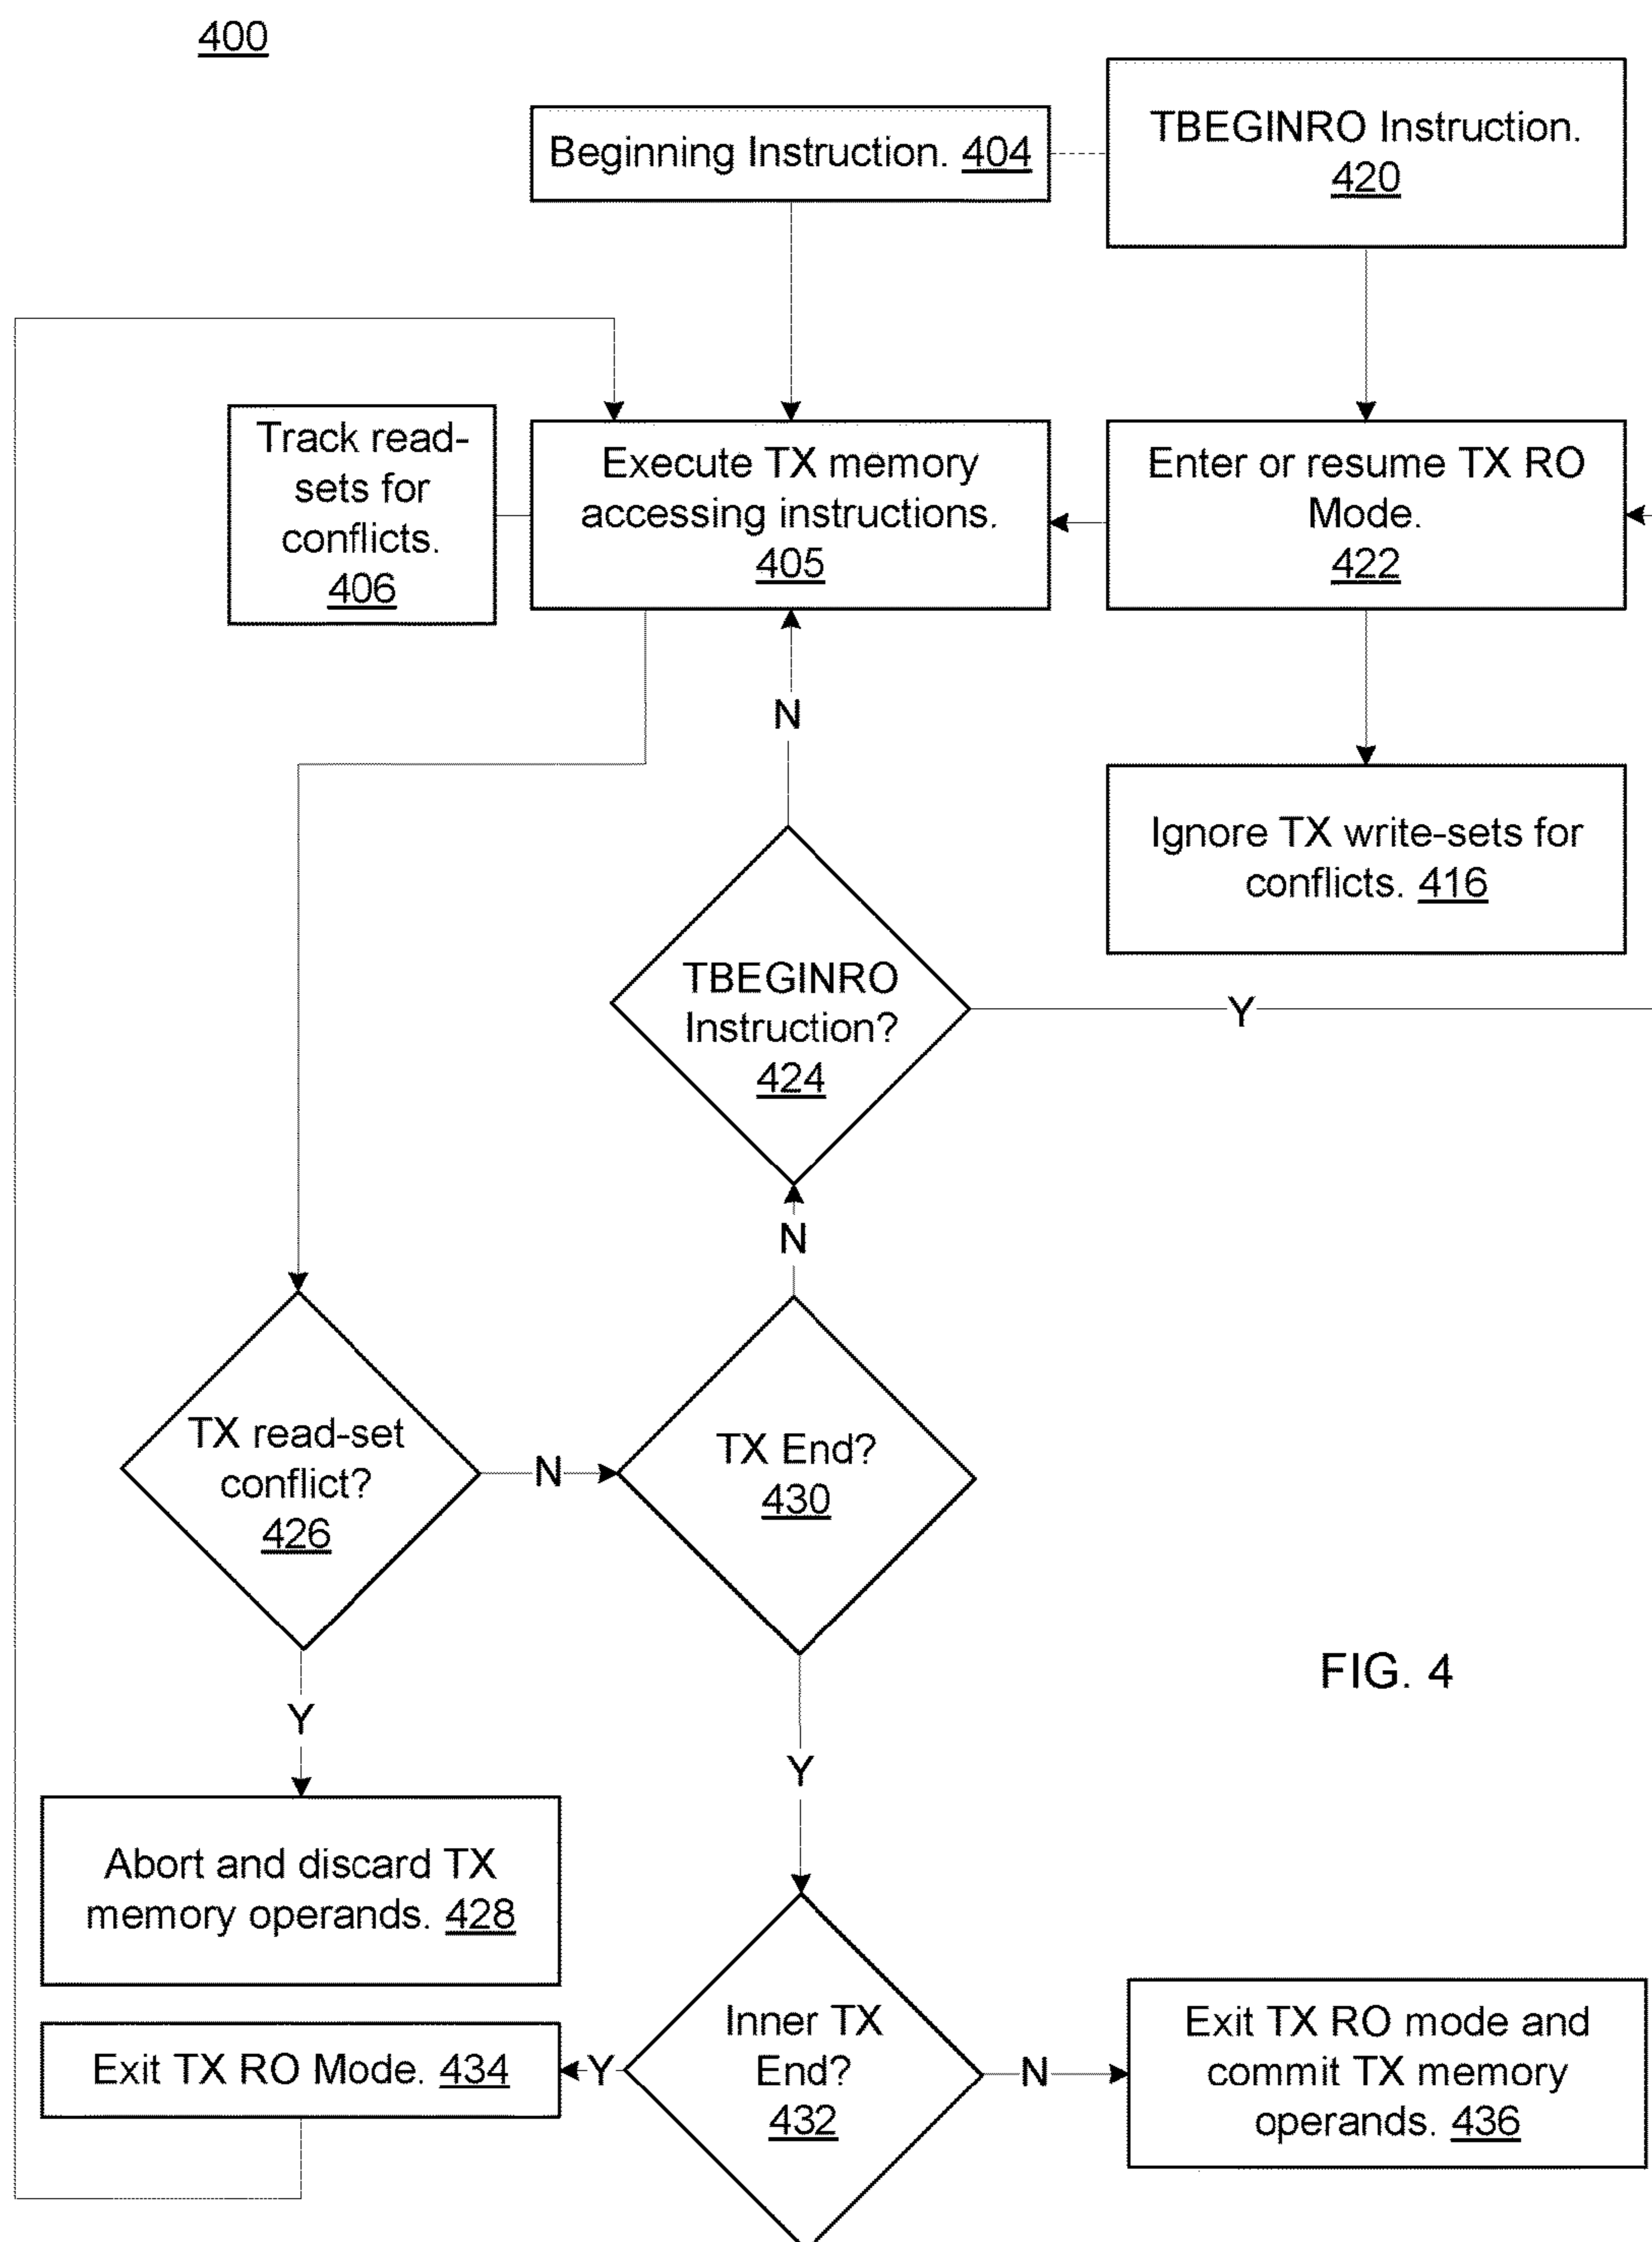 400
Beginning Instruction. 404
TBEGINRO Instruction.
420
Track read-
sets for
conflicts.
406
Execute TX memory
accessing instructions.
405
Enter or resume TX RO
Mode.
422
N
Ignore TX write-sets for
conflicts. 416
TBEGINRO
Instruction?
424
Y
N
TX read-set
conflict?
426
N
TX End?
430
FIG. 4
Y
Y
Abort and discard TX
memory operands. 428
Exit TX RO Mode. 434
Y
Inner TX
End?
432
N
Exit TX RO mode and
commit TX memory
operands. 436